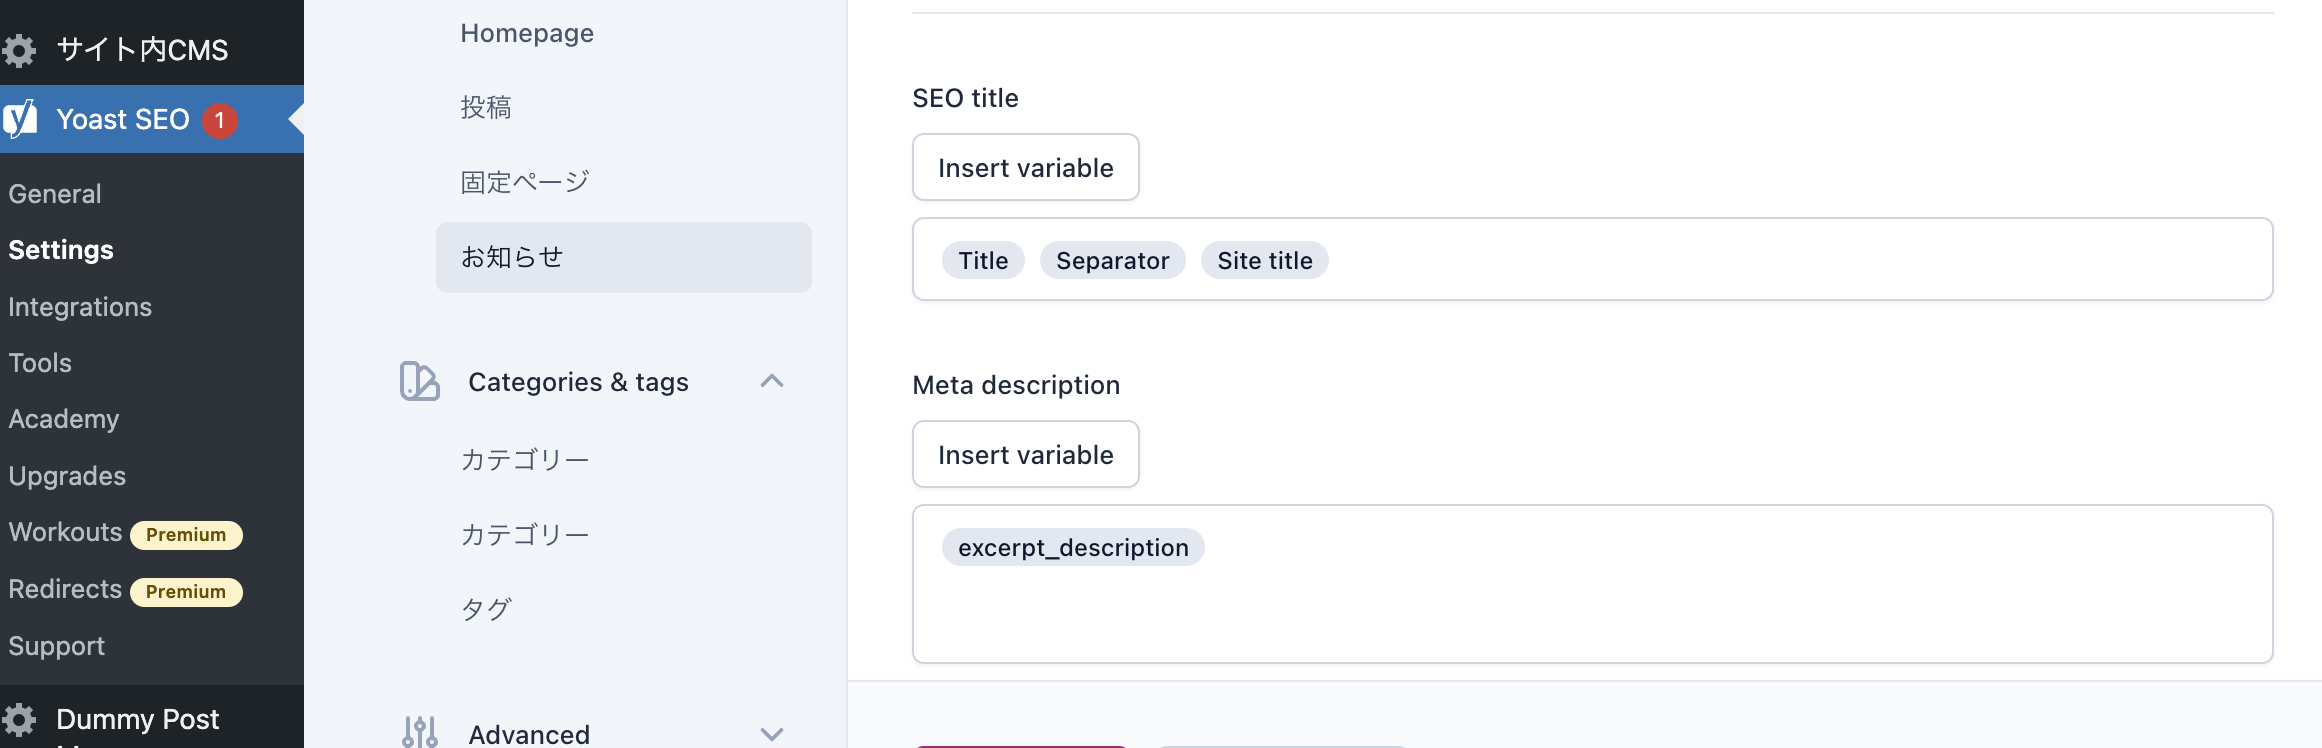 サイト内CMS
Yoast SEO 1
General
Settings
Integrations
Tools
Academy
Upgrades
Workouts Premium
Redirects Premium
Support
Dummy Post
Homepage
投稿
固定ページ
お知らせ
Categories & tags
カテゴリー
カテゴリー
タグ
Advanced
SEO title
Insert variable
Title Separator Site title
Meta description
Insert variable
excerpt_description